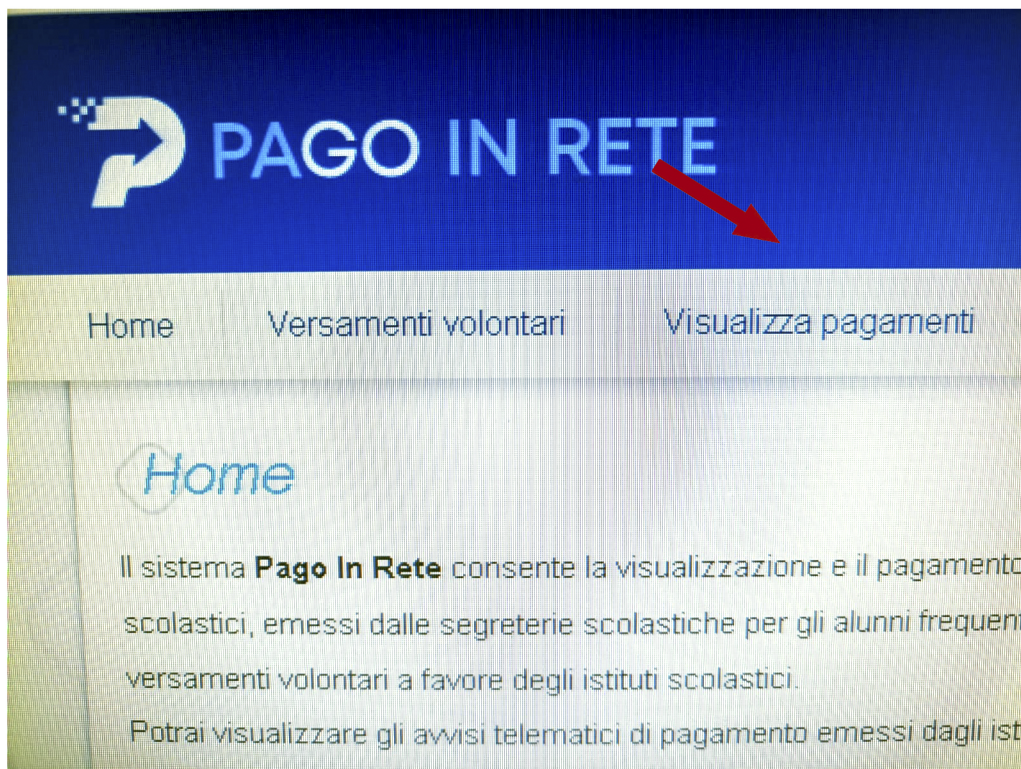 PAGO IN RETE
Home Versamenti volontari Visualizza pagamenti
Home
Il sistema Pago In Rete consente la visualizzazione e il pagamento
scolastici, emessi dalle segreterie scolastiche per gli alunni frequent
versamenti volontari a favore degli istituti scolastici.
Potrai visualizzare gli avvisi telematici di pagamento emessi dagli ist